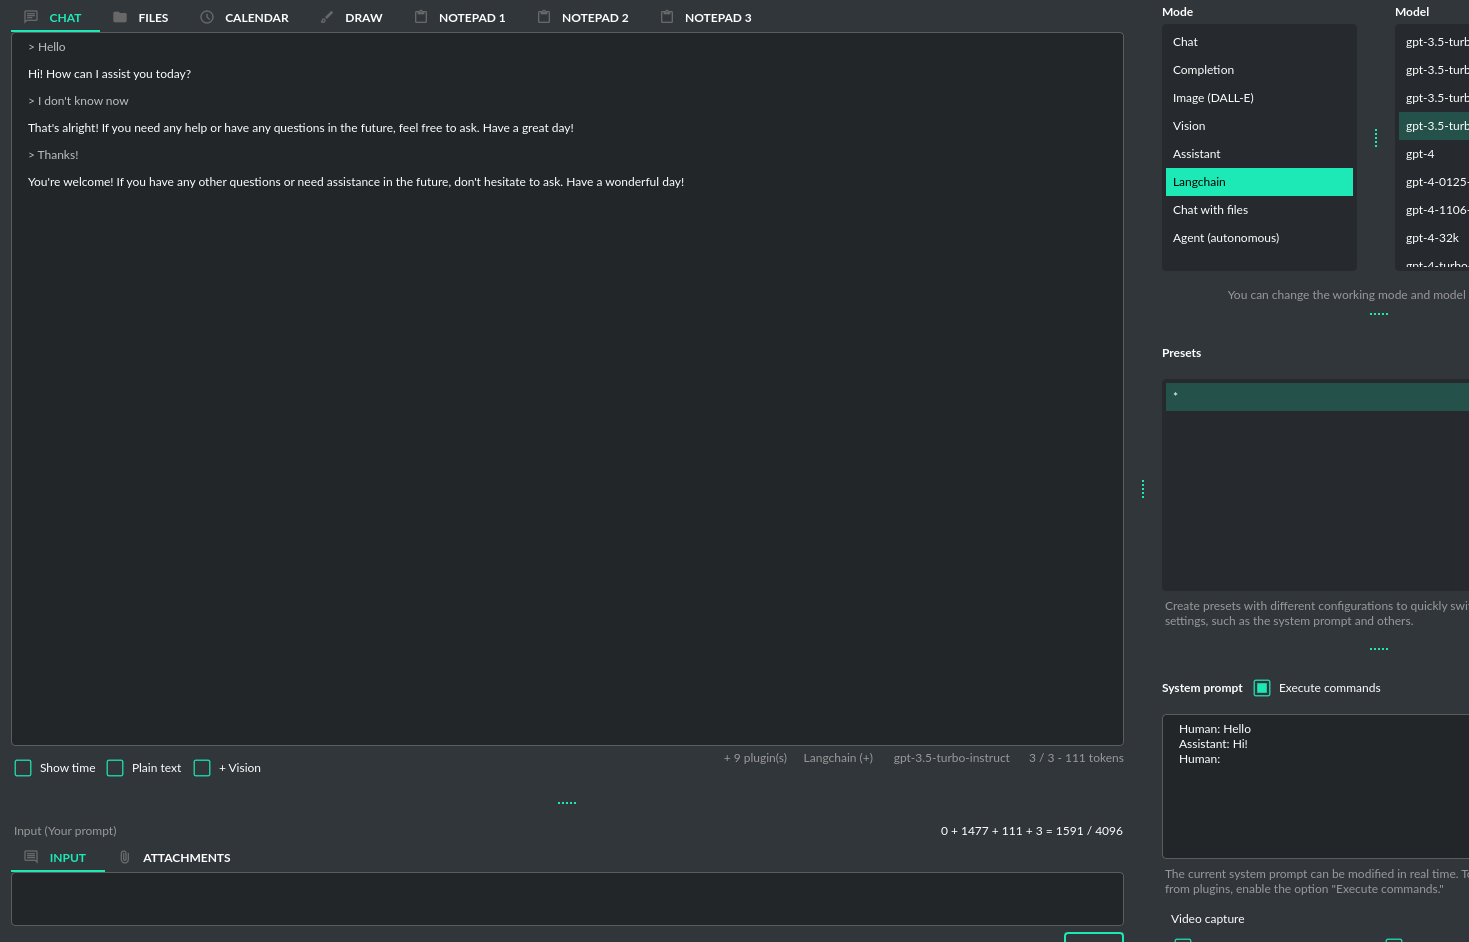 CHAT FILES CALENDAR DRAW NOTEPAD 1 NOTEPAD 2 NOTEPAD 3
> Hello
Hi! How can I assist you today?
> I don't know now
That's alright! If you need any help or have any questions in the future, feel free to ask. Have a great day!
> Thanks!
You're welcome! If you have any other questions or need assistance in the future, don't hesitate to ask. Have a wonderful day!
Show time Plain text + Vision
+ 9 plugin(s) Langchain (+) gpt-3.5-turbo-instruct 3 / 3 - 111 tokens
Input (Your prompt) 0 + 1477 + 111 + 3 = 1591 / 4096
INPUT ATTACHMENTS
Mode
Chat
Completion
Image (DALL-E)
Vision
Assistant
Langchain
Chat with files
Agent (autonomous)
Model
gpt-3.5-turb
gpt-3.5-turb
gpt-3.5-turb
gpt-3.5-turb
gpt-4
gpt-4-0125-
gpt-4-1106-
gpt-4-32k
gpt-4-turbo
You can change the working mode and model
Presets
*
Create presets with different configurations to quickly swi
settings, such as the system prompt and others.
System prompt Execute commands
Human: Hello
Assistant: Hi!
Human:
The current system prompt can be modified in real time. T
from plugins, enable the option "Execute commands."
Video capture